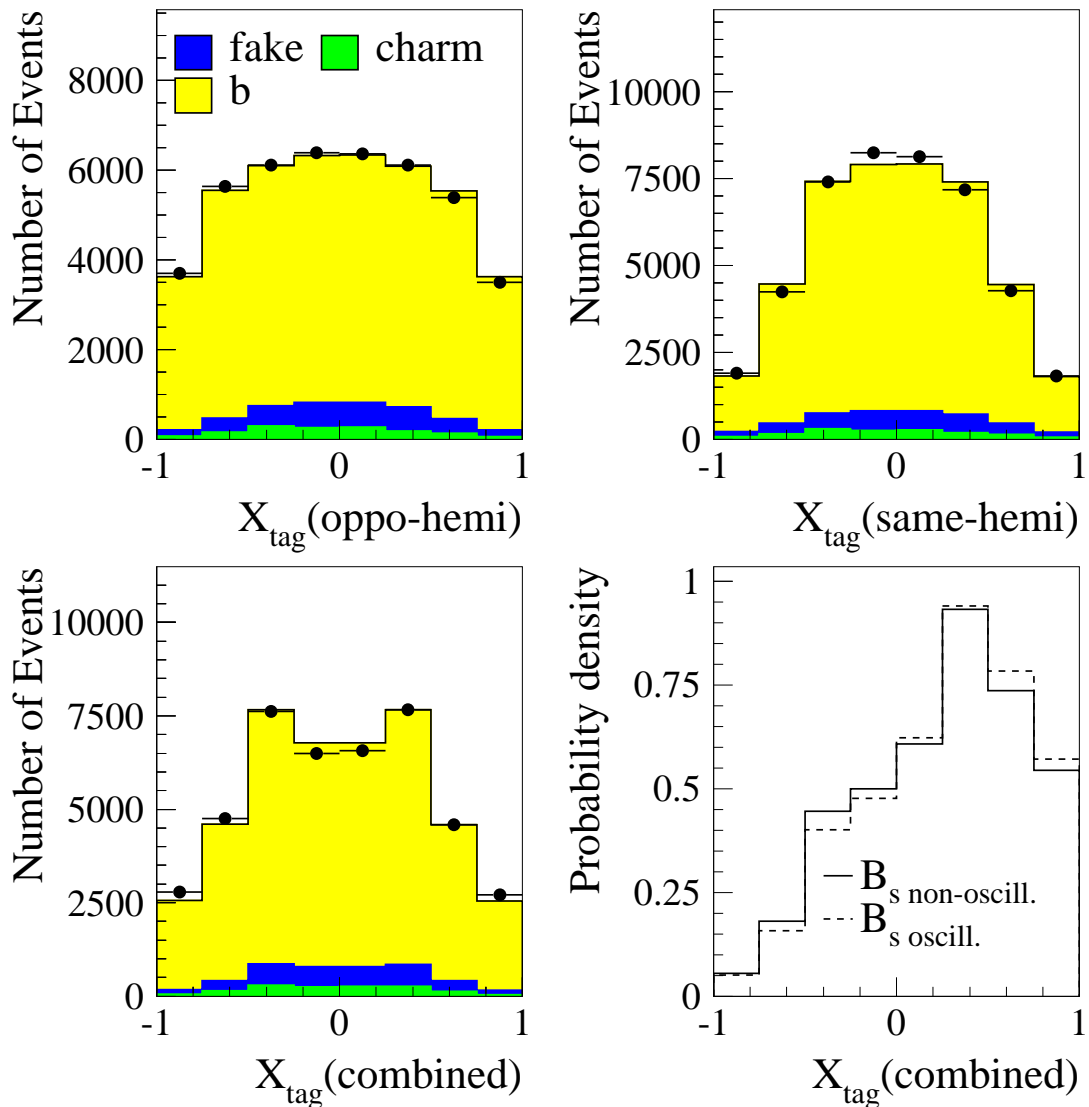 Number of Events
8000
6000
4000
2000
0
fake
charm
b
-1
0
1
X_tag(oppo-hemi)
Number of Events
10000
7500
5000
2500
0
-1
0
1
X_tag(same-hemi)
Number of Events
10000
7500
5000
2500
0
-1
0
1
X_tag(combined)
Probability density
1
0.75
0.5
0.25
0
B_s non-oscill.
B_s oscill.
-1
0
1
X_tag(combined)